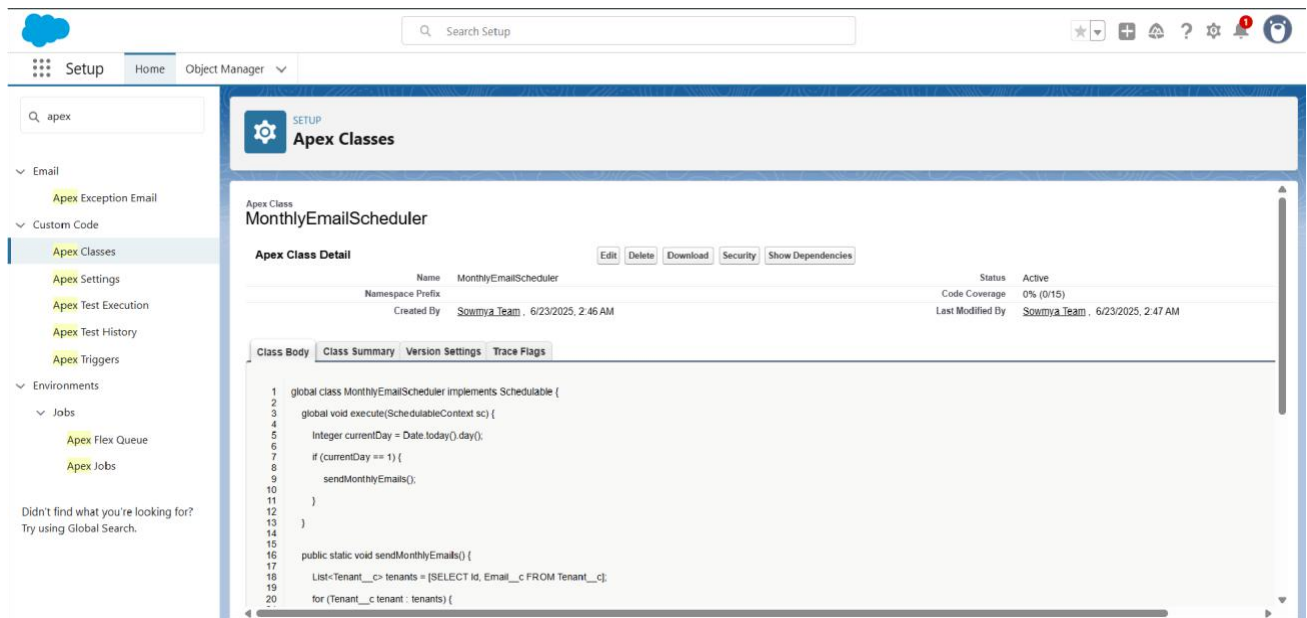 Search Setup
1
Setup
Home
Object Manager
apex
Email
Apex Exception Email
Custom Code
Apex Classes
Apex Settings
Apex Test Execution
Apex Test History
Apex Triggers
Environments
Jobs
Apex Flex Queue
Apex Jobs
Didn't find what you're looking for?
Try using Global Search.
SETUP
Apex Classes
Apex Class
MonthlyEmailScheduler
Apex Class Detail
Edit Delete Download Security Show Dependencies
Name MonthlyEmailScheduler Status Active
Namespace Prefix Code Coverage 0% (0/15)
Created By Sowmya Team , 6/23/2025, 2:46 AM Last Modified By Sowmya Team , 6/23/2025, 2:47 AM
Class Body Class Summary Version Settings Trace Flags
1 global class MonthlyEmailScheduler implements Schedulable {
2
3 global void execute(SchedulableContext sc) {
4
5 Integer currentDay = Date.today().day();
6
7 if (currentDay == 1) {
8
9 sendMonthlyEmails();
10
11 }
12
13 }
14
15
16 public static void sendMonthlyEmails() {
17
18 List<Tenant__c> tenants = [SELECT Id, Email__c FROM Tenant__c];
19
20 for (Tenant__c tenant : tenants) {